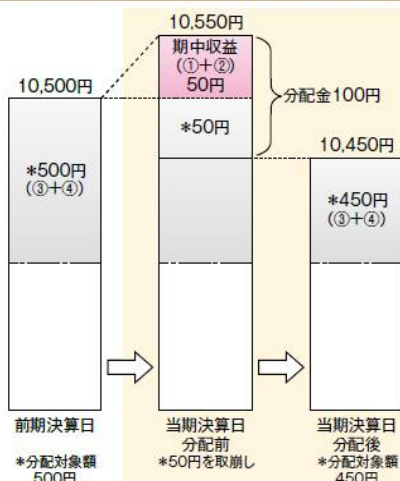 10,550円
期中収益
(①+②)
50円
分配金100円
10,500円
*50円
10,450円
*500円
(③+④)
*450円
(③+④)
前期決算日
*分配対象額
500円
当期決算日
分配前
*50円を取崩し
当期決算日
分配後
*分配対象額
450円